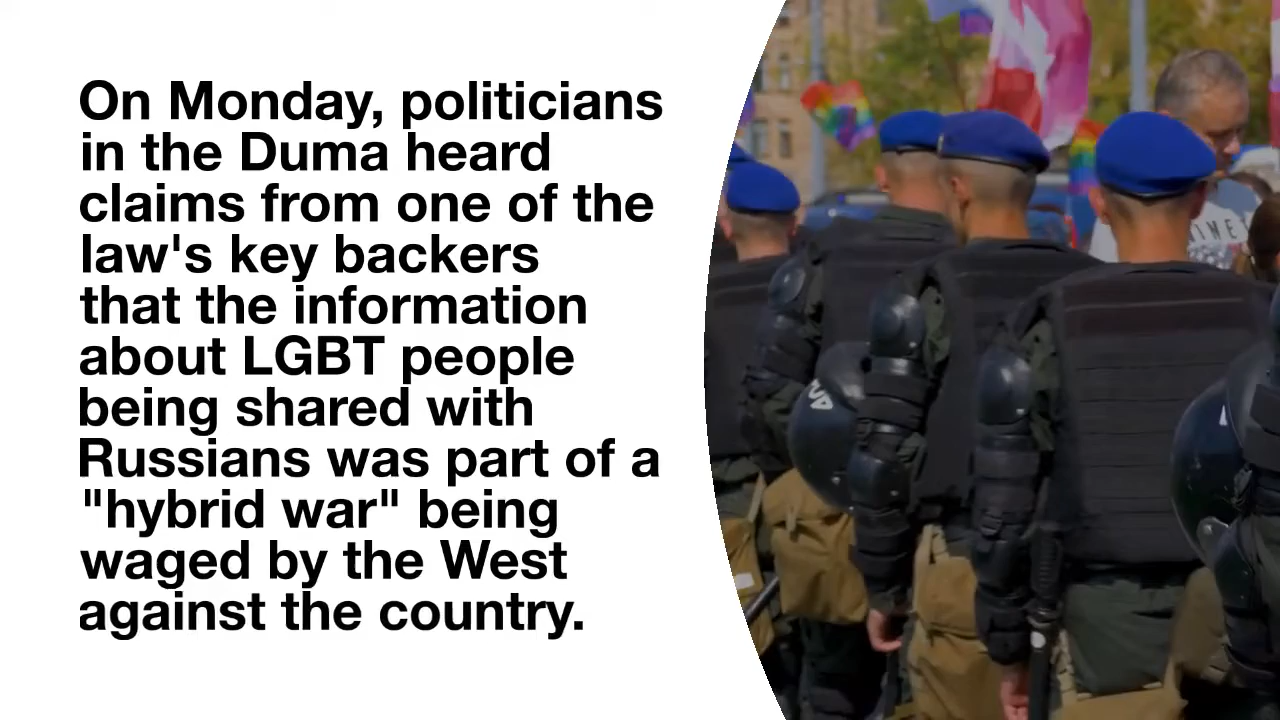 On Monday, politicians
in the Duma heard
claims from one of the
law's key backers
that the information
about LGBT people
being shared with
Russians was part of a
"hybrid war" being
waged by the West
against the country.